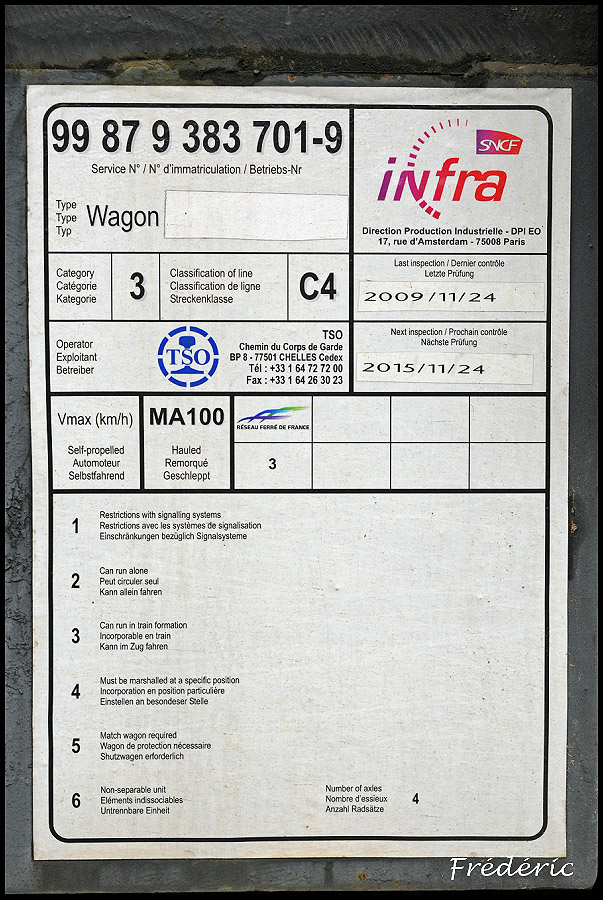 99 87 9 383 701-9
Service N° / N° d'immatriculation / Betriebs-Nr
Type
Type
Typ
Wagon
SNCF
infra
Direction Production Industrielle - DPI EO
17, rue d'Amsterdam - 75008 Paris
Category
Catégorie
Kategorie
3
Classification of line
Classification de ligne
Streckenklasse
C4
Last inspection / Dernier contrôle
Letzte Prüfung
2009/11/24
Operator
Exploitant
Betreiber
TSO
TSO
Chemin du Corps de Garde
BP 8 - 77501 CHELLES Cedex
Tél : +33 1 64 72 72 00
Fax : +33 1 64 26 30 23
Next inspection / Prochain contrôle
Nächste Prüfung
2015/11/24
Vmax (km/h)
Self-propelled
Automoteur
Selbstfahrend
MA100
Hauled
Remorqué
Geschleppt
RÉSEAU FERRÉ DE FRANCE
3
1
Restrictions with signalling systems
Restrictions avec les systèmes de signalisation
Einschränkungen bezüglich Signalsysteme
2
Can run alone
Peut circuler seul
Kann allein fahren
3
Can run in train formation
Incorporable en train
Kann im Zug fahren
4
Must be marshalled at a specific position
Incorporation en position particulière
Einstellen an besondeser Stelle
5
Match wagon required
Wagon de protection nécessaire
Shutzwagen erforderlich
6
Non-separable unit
Eléments indissociables
Untrennbare Einheit
Number of axles
Nombre d'essieux
Anzahl Radsätze
4
Frédéric